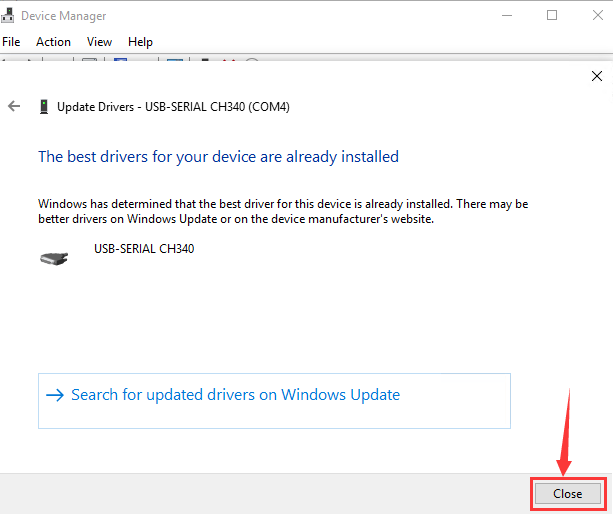 Device Manager
File Action View Help
Update Drivers - USB-SERIAL CH340 (COM4)
The best drivers for your device are already installed
Windows has determined that the best driver for this device is already installed. There may be
better drivers on Windows Update or on the device manufacturer's website.
USB-SERIAL CH340
Search for updated drivers on Windows Update
Close